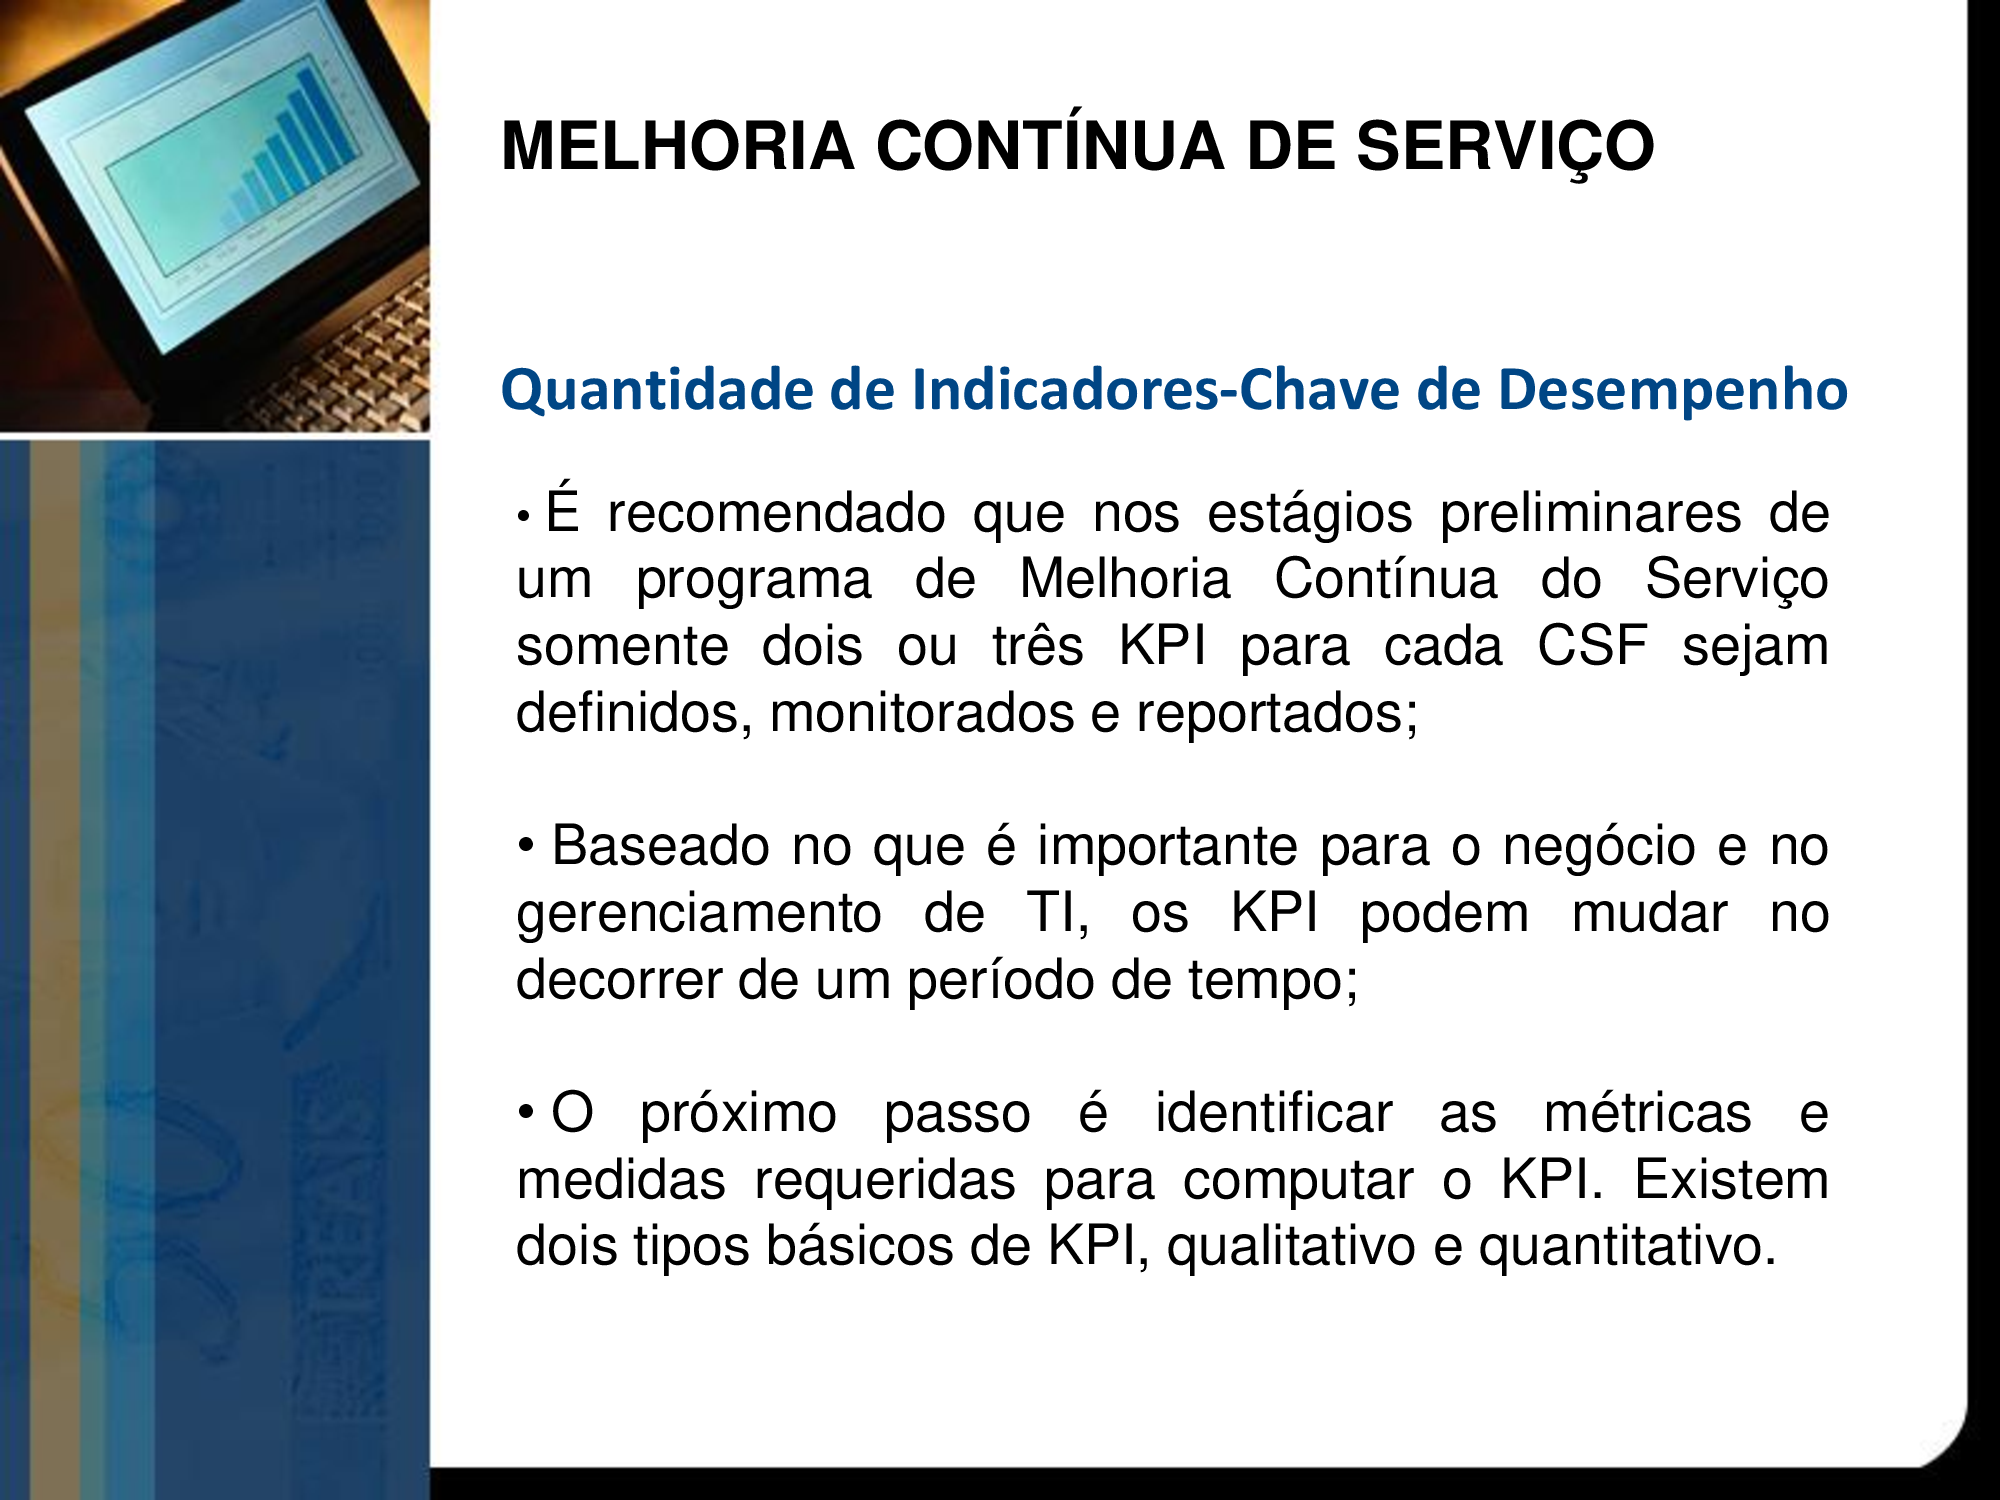 MELHORIA CONTÍNUA DE SERVIÇO
Quantidade de Indicadores-Chave de Desempenho
• É recomendado que nos estágios preliminares de
um programa de Melhoria Contínua do Serviço
somente dois ou três KPI para cada CSF sejam
definidos, monitorados e reportados;
• Baseado no que é importante para o negócio e no
gerenciamento de TI, os KPI podem mudar no
decorrer de um período de tempo;
• O próximo passo é identificar as métricas e
medidas requeridas para computar o KPI. Existem
dois tipos básicos de KPI, qualitativo e quantitativo.
REAIS